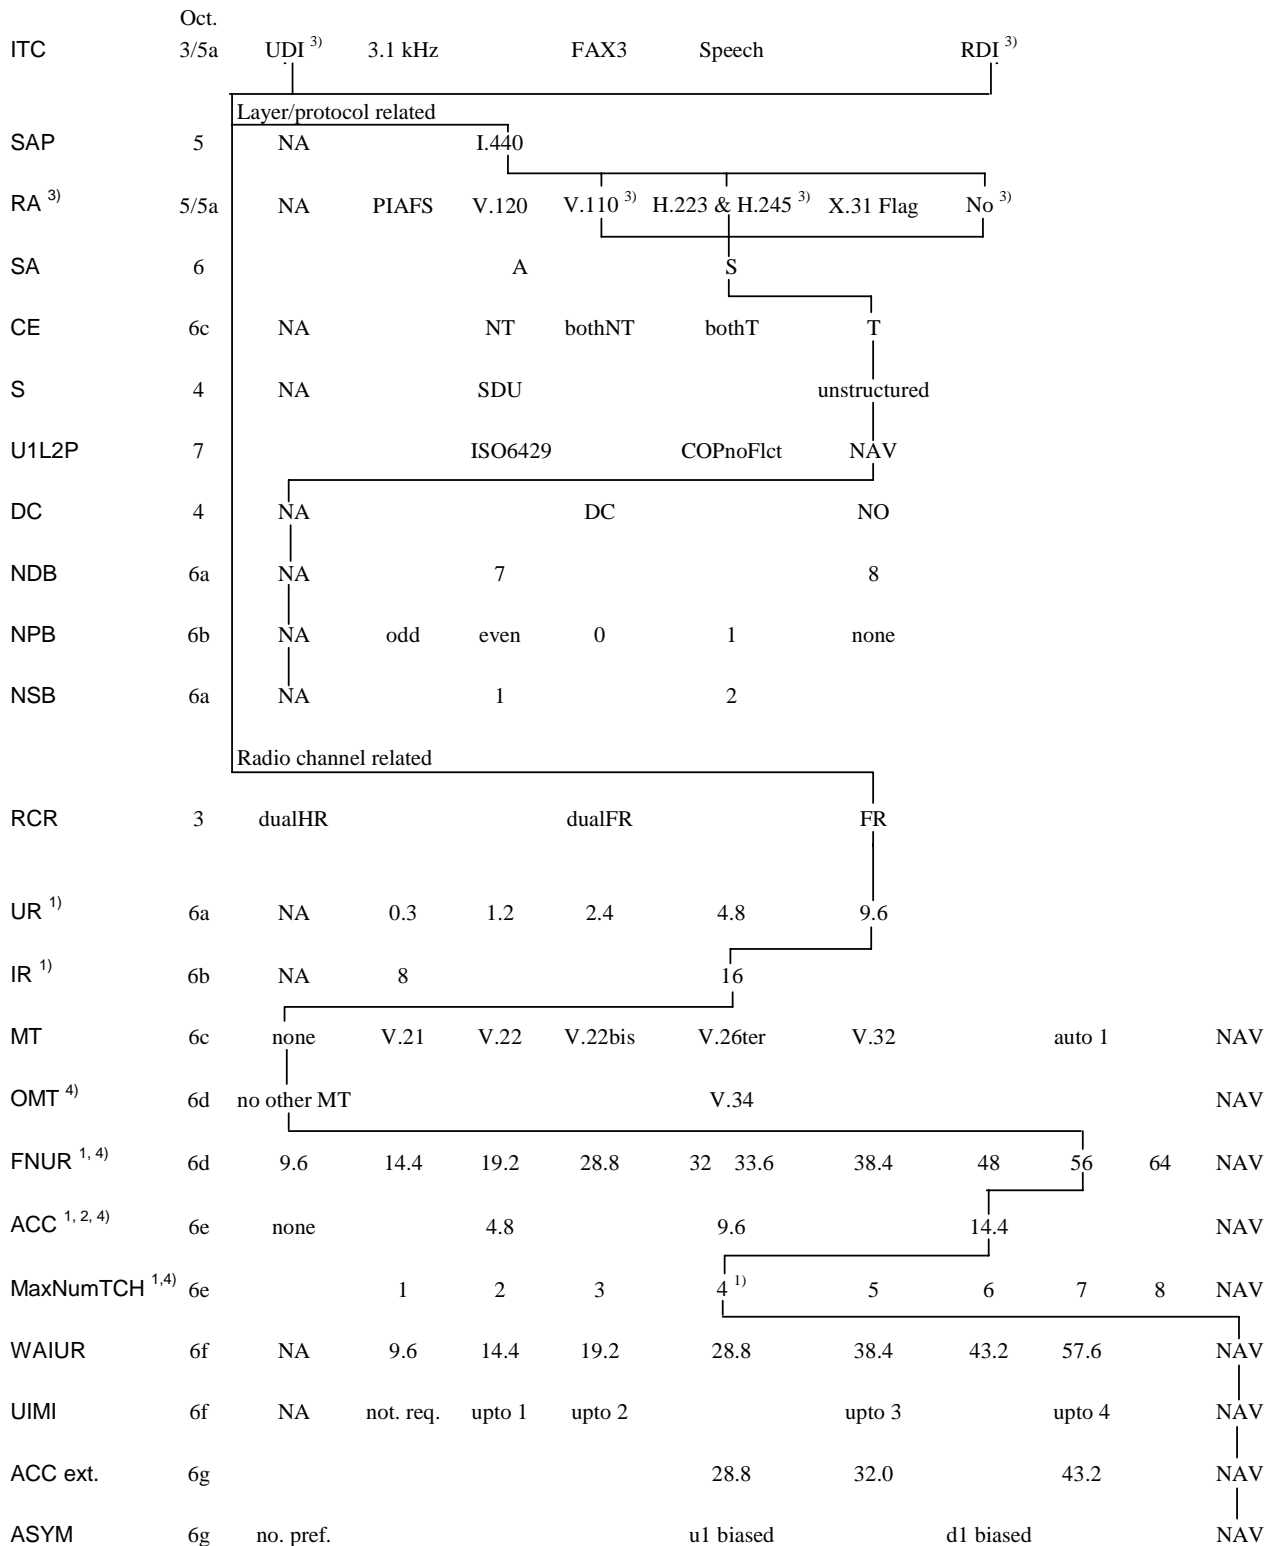 Oct.
ITC 3/5a UDI 3) 3.1 kHz FAX3 Speech RDI 3)
Layer/protocol related
SAP 5 NA I.440
RA 3) 5/5a NA PIAFS V.120 V.110 3) H.223 & H.245 3) X.31 Flag No 3)
SA 6 A S
CE 6c NA NT bothNT bothT T
S 4 NA SDU unstructured
U1L2P 7 ISO6429 COPnoFlct NAV
DC 4 NA DC NO
NDB 6a NA 7 8
NPB 6b NA odd even 0 1 none
NSB 6a NA 1 2
Radio channel related
RCR 3 dualHR dualFR FR
UR 1) 6a NA 0.3 1.2 2.4 4.8 9.6
IR 1) 6b NA 8 16
MT 6c none V.21 V.22 V.22bis V.26ter V.32 auto 1 NAV
OMT 4) 6d no other MT V.34 NAV
FNUR 1, 4) 6d 9.6 14.4 19.2 28.8 32 33.6 38.4 48 56 64 NAV
ACC 1, 2, 4) 6e none 4.8 9.6 14.4 NAV
MaxNumTCH 1,4) 6e 1 2 3 4 1) 5 6 7 8 NAV
WAIUR 6f NA 9.6 14.4 19.2 28.8 38.4 43.2 57.6 NAV
UIMI 6f NA not. req. upto 1 upto 2 upto 3 upto 4 NAV
ACC ext. 6g 28.8 32.0 43.2 NAV
ASYM 6g no. pref. u1 biased d1 biased NAV